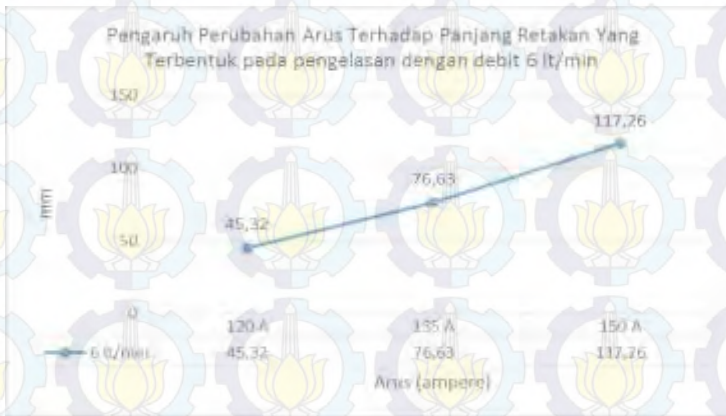 Pengaruh Perubahan Arus Terhadap Panjang Retakan Yang
Terbentuk pada pengelasan dengan debit 6 lt/min
150
100
50
0
mm
45,32
76,63
117,26
120 A
135 A
150 A
45,32
76,63
117,26
Arus (ampere)